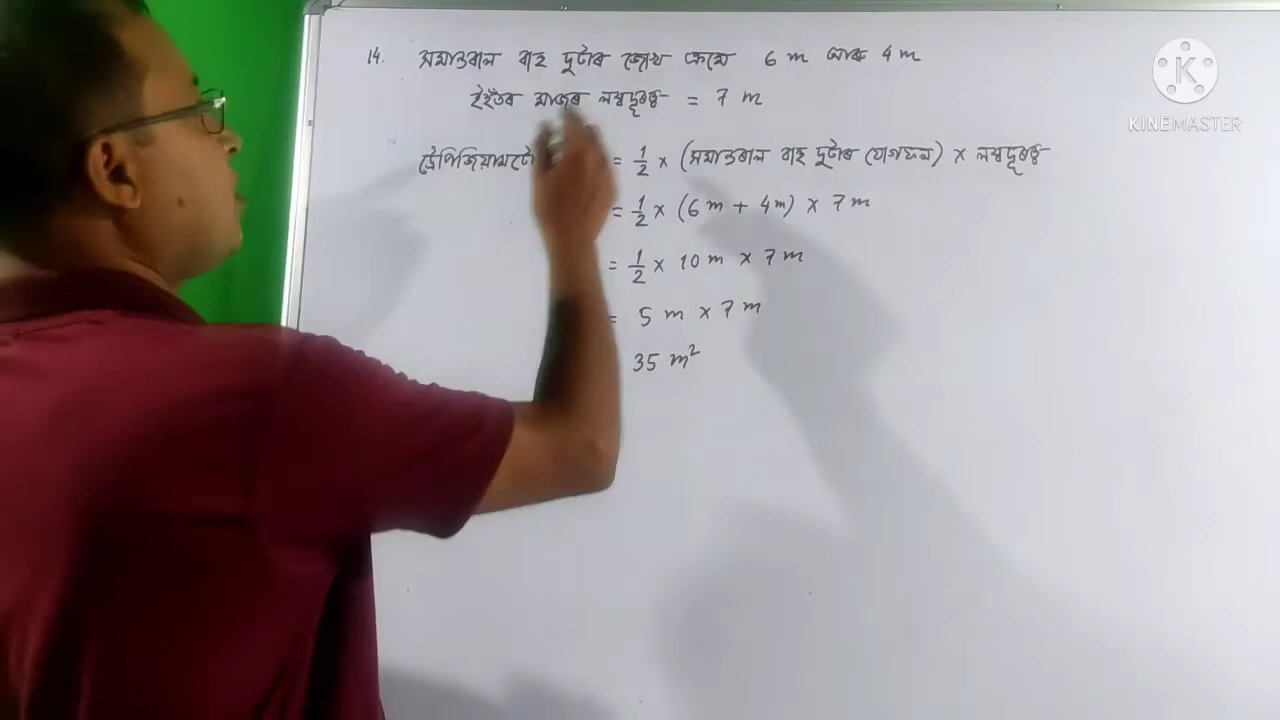 14. সমান্তৰাল বাহু দুটাৰ জোখ ক্ৰমে 6 m আৰু 4 m
ইহঁতৰ মাজৰ লম্বদূৰত্ব = 7 m
ট্ৰেপিজিয়ামটো = 1/2 × (সমান্তৰাল বাহু দুটাৰ যোগফল) × লম্বদূৰত্ব
= 1/2 × (6 m + 4 m) × 7 m
= 1/2 × 10 m × 7 m
= 5 m × 7 m
35 m²
KINEMASTER